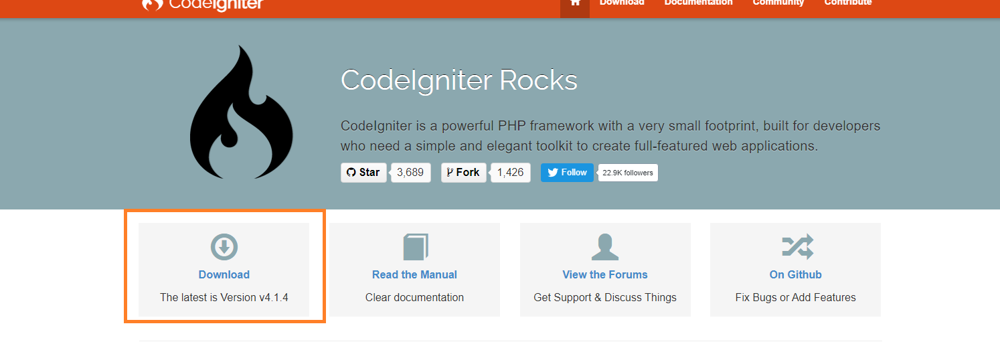 CodeIgniter
Download Documentation Community Contribute
CodeIgniter Rocks
CodeIgniter is a powerful PHP framework with a very small footprint, built for developers
who need a simple and elegant toolkit to create full-featured web applications.
Star 3,689 Fork 1,426 Follow 22.9K followers
Download
The latest is Version v4.1.4
Read the Manual
Clear documentation
View the Forums
Get Support & Discuss Things
On Github
Fix Bugs or Add Features